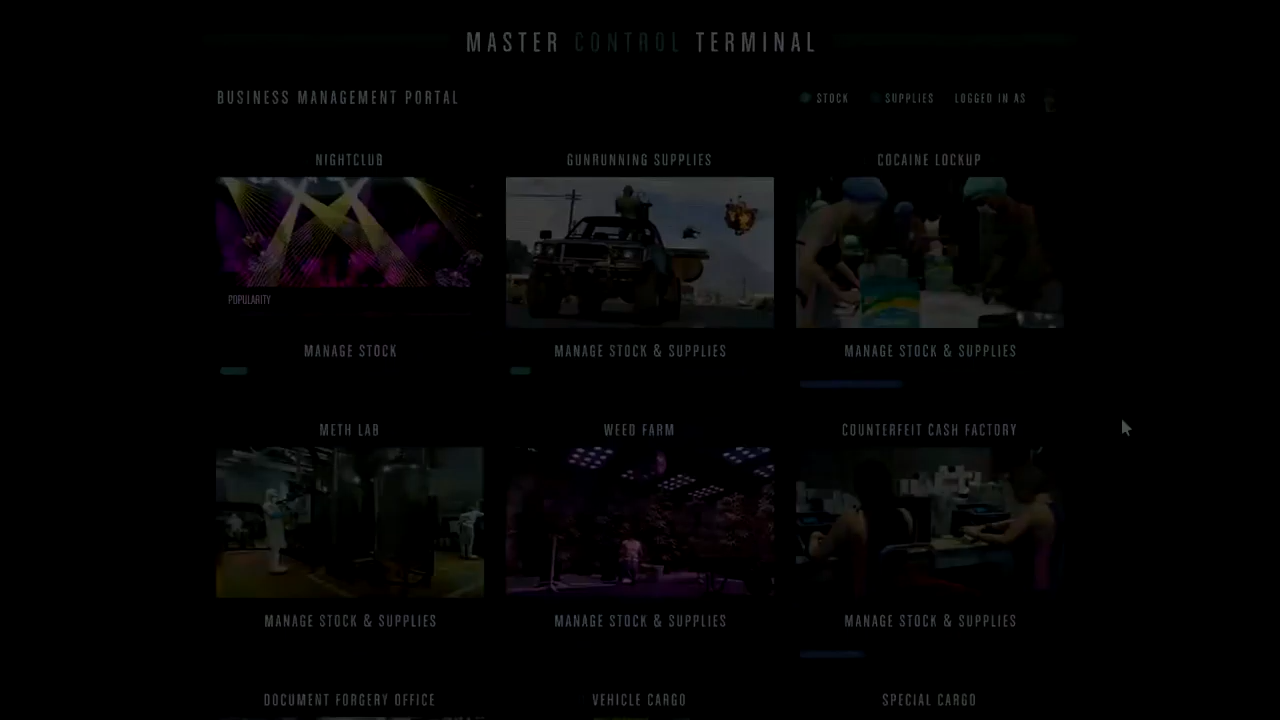 MASTER CONTROL TERMINAL
BUSINESS MANAGEMENT PORTAL
STOCK SUPPLIES LOGGED IN AS
NIGHTCLUB GUNRUNNING SUPPLIES COCAINE LOCKUP
POPULARITY
MANAGE STOCK MANAGE STOCK & SUPPLIES MANAGE STOCK & SUPPLIES
METH LAB WEED FARM COUNTERFEIT CASH FACTORY
MANAGE STOCK & SUPPLIES MANAGE STOCK & SUPPLIES MANAGE STOCK & SUPPLIES
DOCUMENT FORGERY OFFICE VEHICLE CARGO SPECIAL CARGO